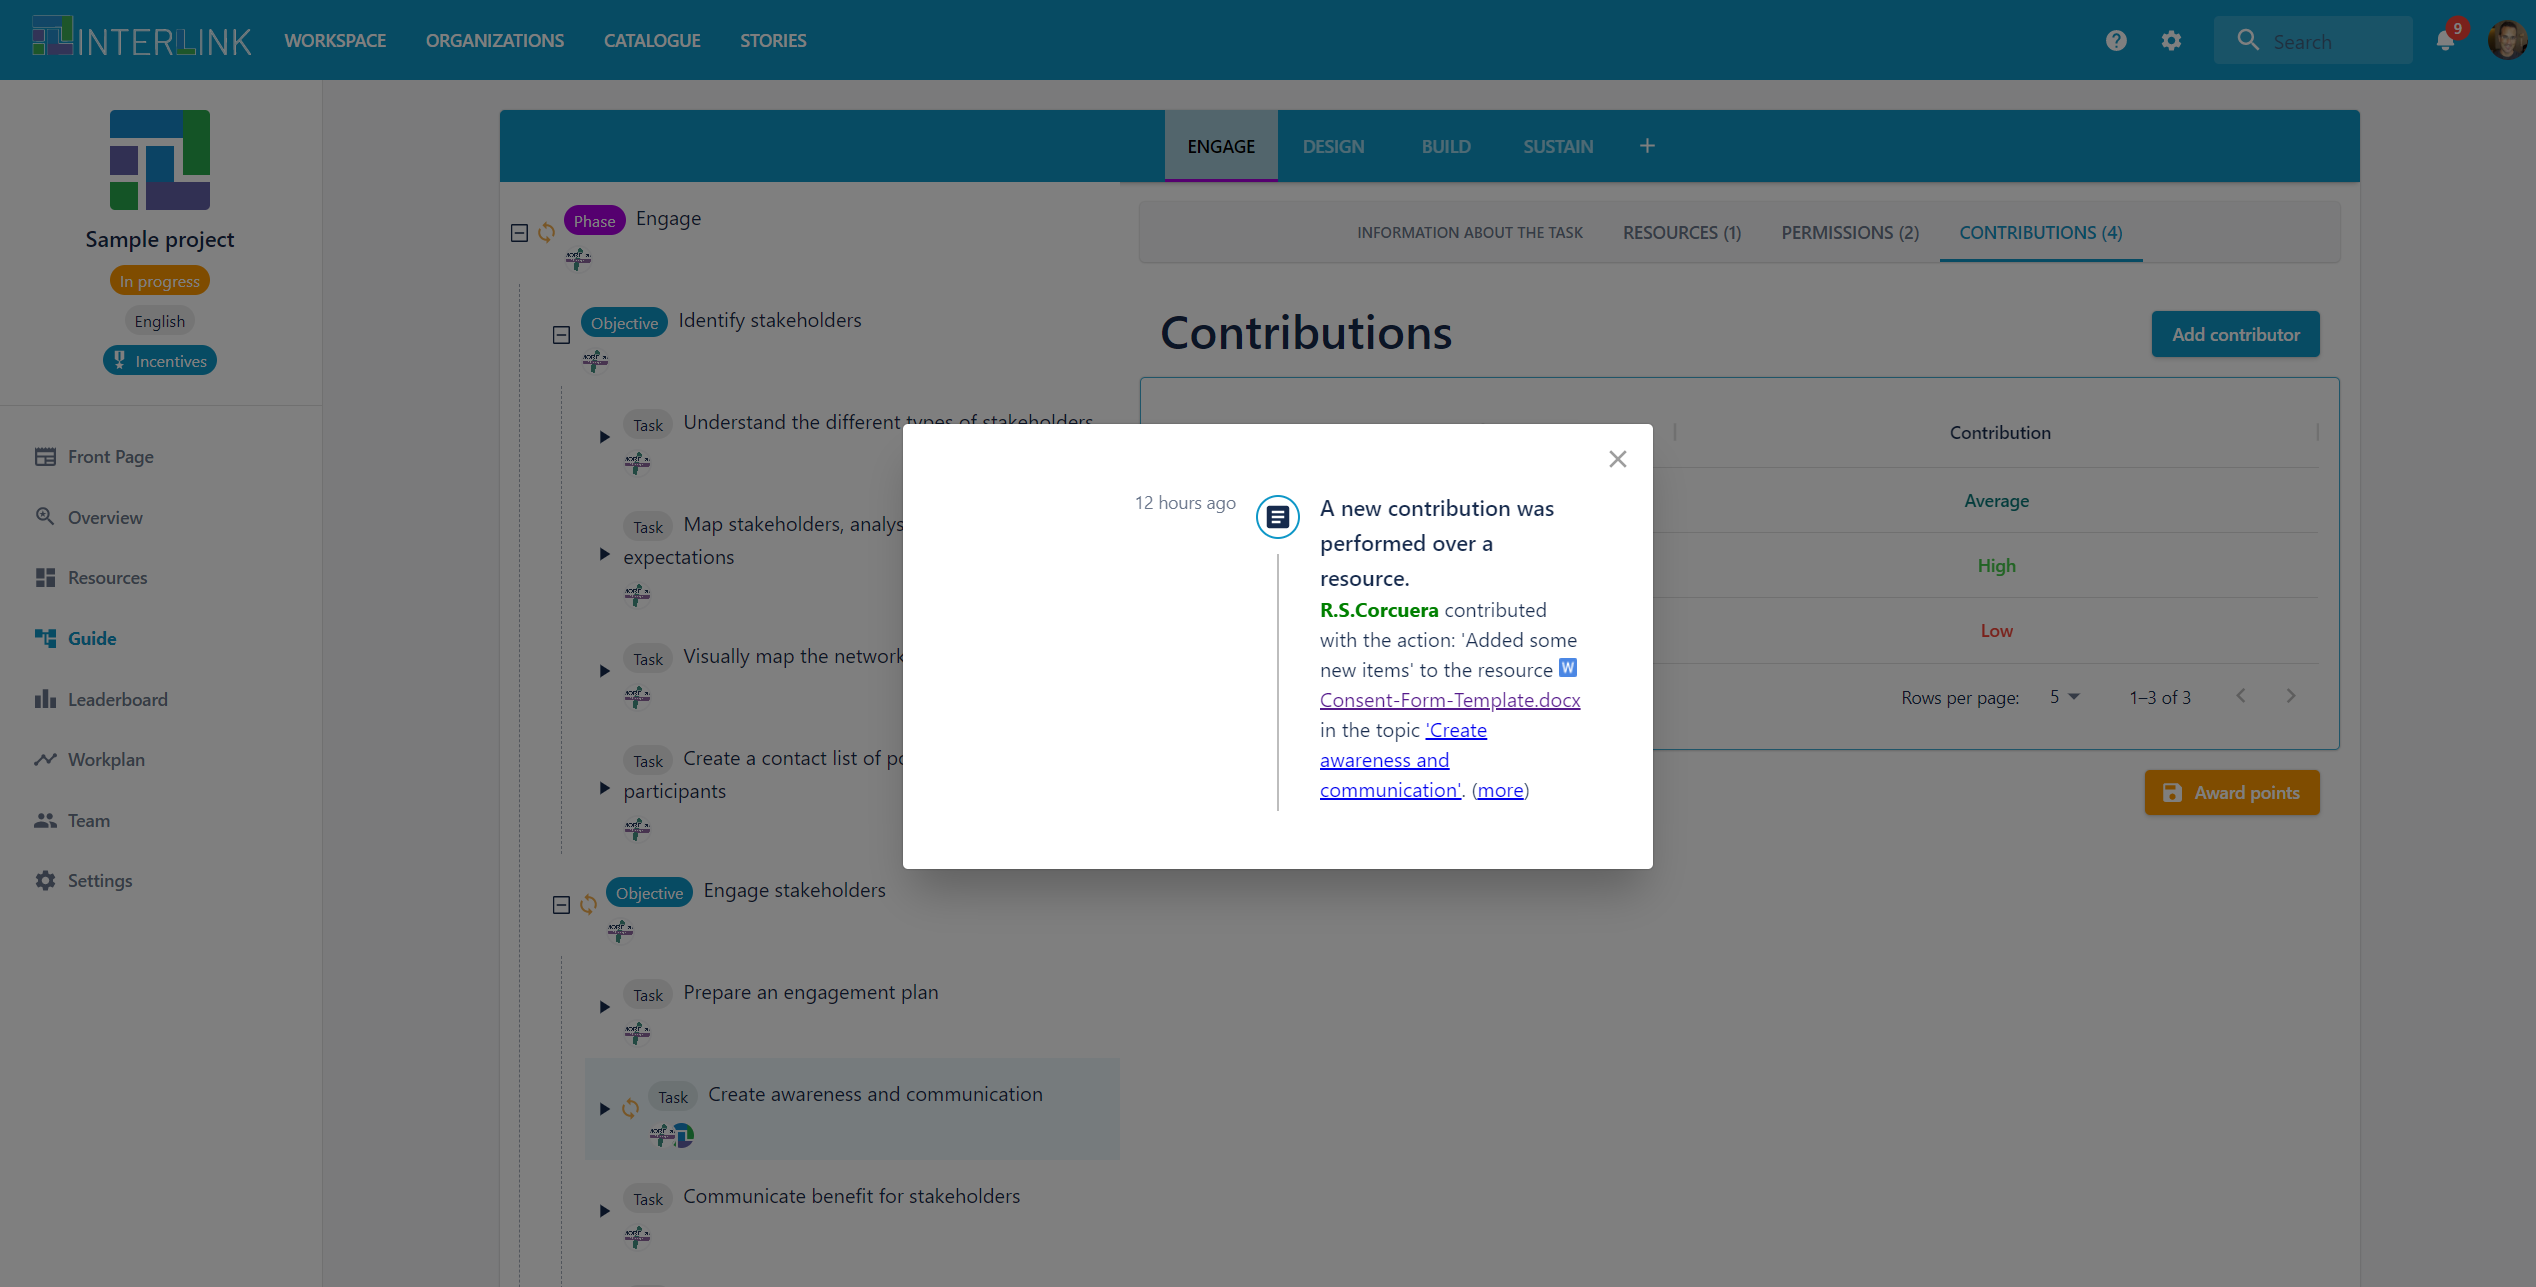 INTERLINK
WORKSPACE
ORGANIZATIONS
CATALOGUE
STORIES
Search
9
Sample project
In progress
English
Incentives
Front Page
Overview
Resources
Guide
Leaderboard
Workplan
Team
Settings
ENGAGE
DESIGN
BUILD
SUSTAIN
+
Phase Engage
Objective Identify stakeholders
Task Understand the different types of stakeholders
Task Map stakeholders, analys
expectations
Task Visually map the network
Task Create a contact list of
participants
Objective Engage stakeholders
Task Prepare an engagement plan
Task Create awareness and communication
Task Communicate benefit for stakeholders
INFORMATION ABOUT THE TASK
RESOURCES (1)
PERMISSIONS (2)
CONTRIBUTIONS (4)
Contributions
Add contributor
Contribution
Average
High
Low
Rows per page: 5
1–3 of 3
Award points
12 hours ago
A new contribution was
performed over a
resource.
R.S.Corcuera contributed
with the action: 'Added some
new items' to the resource W
Consent-Form-Template.docx
in the topic 'Create
awareness and
communication'. (more)